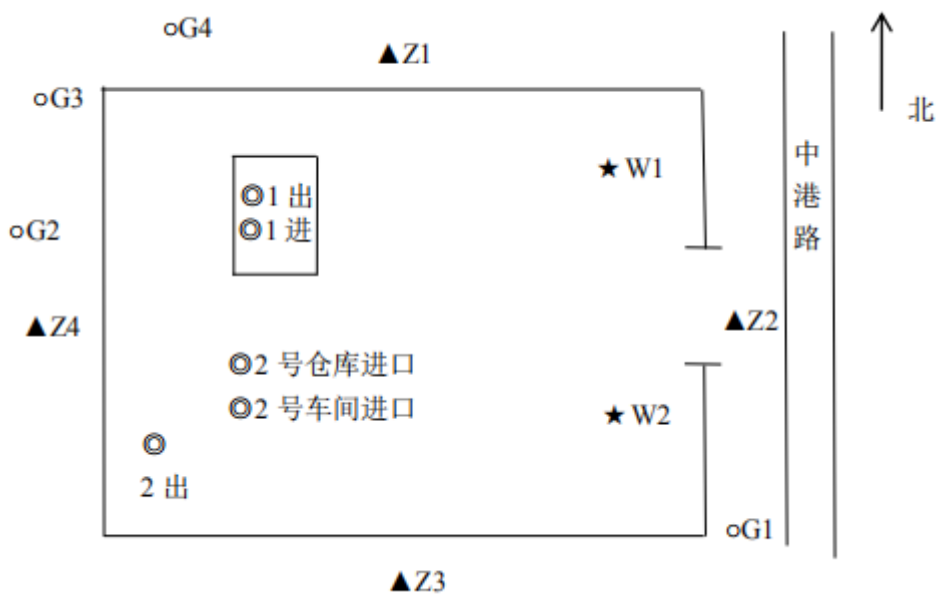 ○G4
▲Z1
○G3
北
★ W1
中港路
◎1 出
◎1 进
○G2
▲Z4
▲Z2
◎2 号仓库进口
◎2 号车间进口
★ W2
◎
2 出
○G1
▲Z3